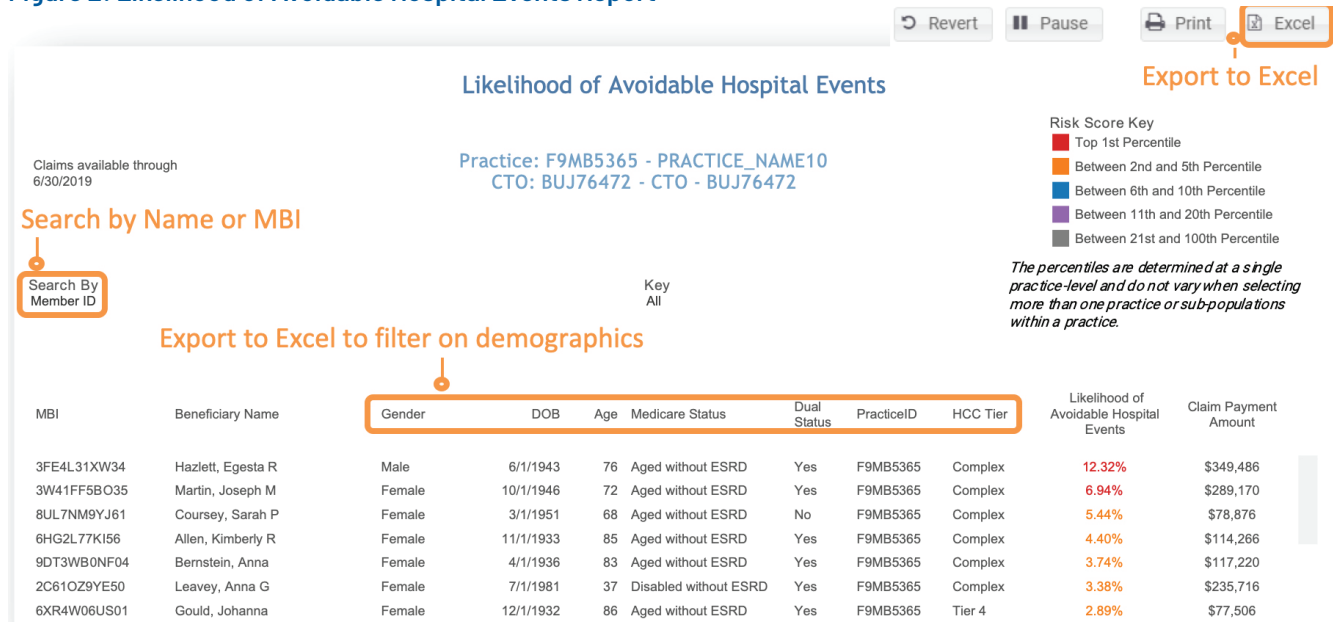 Figure 2: Likelihood of Avoidable Hospital Events Report
Revert Pause Print Excel
Export to Excel
Likelihood of Avoidable Hospital Events
Risk Score Key
Top 1st Percentile
Between 2nd and 5th Percentile
Between 6th and 10th Percentile
Between 11th and 20th Percentile
Between 21st and 100th Percentile
Claims available through
6/30/2019
Practice: F9MB5365 - PRACTICE_NAME10
CTO: BUJ76472 - CTO - BUJ76472
Search by Name or MBI
The percentiles are determined at a single
practice-level and do not vary when selecting
more than one practice or sub-populations
within a practice.
Search By
Member ID
Key
All
Export to Excel to filter on demographics
MBI Beneficiary Name Gender DOB Age Medicare Status Dual Status PracticeID HCC Tier Likelihood of Avoidable Hospital Events Claim Payment Amount
3FE4L31XW34 Hazlett, Egesta R Male 6/1/1943 76 Aged without ESRD Yes F9MB5365 Complex 12.32% $349,486
3W41FF5BO35 Martin, Joseph M Female 10/1/1946 72 Aged without ESRD Yes F9MB5365 Complex 6.94% $289,170
8UL7NM9YJ61 Coursey, Sarah P Female 3/1/1951 68 Aged without ESRD No F9MB5365 Complex 5.44% $78,876
6HG2L77KI56 Allen, Kimberly R Female 11/1/1933 85 Aged without ESRD Yes F9MB5365 Complex 4.40% $114,266
9DT3WB0NF04 Bernstein, Anna Female 4/1/1936 83 Aged without ESRD Yes F9MB5365 Complex 3.74% $117,220
2C61OZ9YE50 Leavey, Anna G Female 7/1/1981 37 Disabled without ESRD Yes F9MB5365 Complex 3.38% $235,716
6XR4W06US01 Gould, Johanna Female 12/1/1932 86 Aged without ESRD Yes F9MB5365 Tier 4 2.89% $77,506